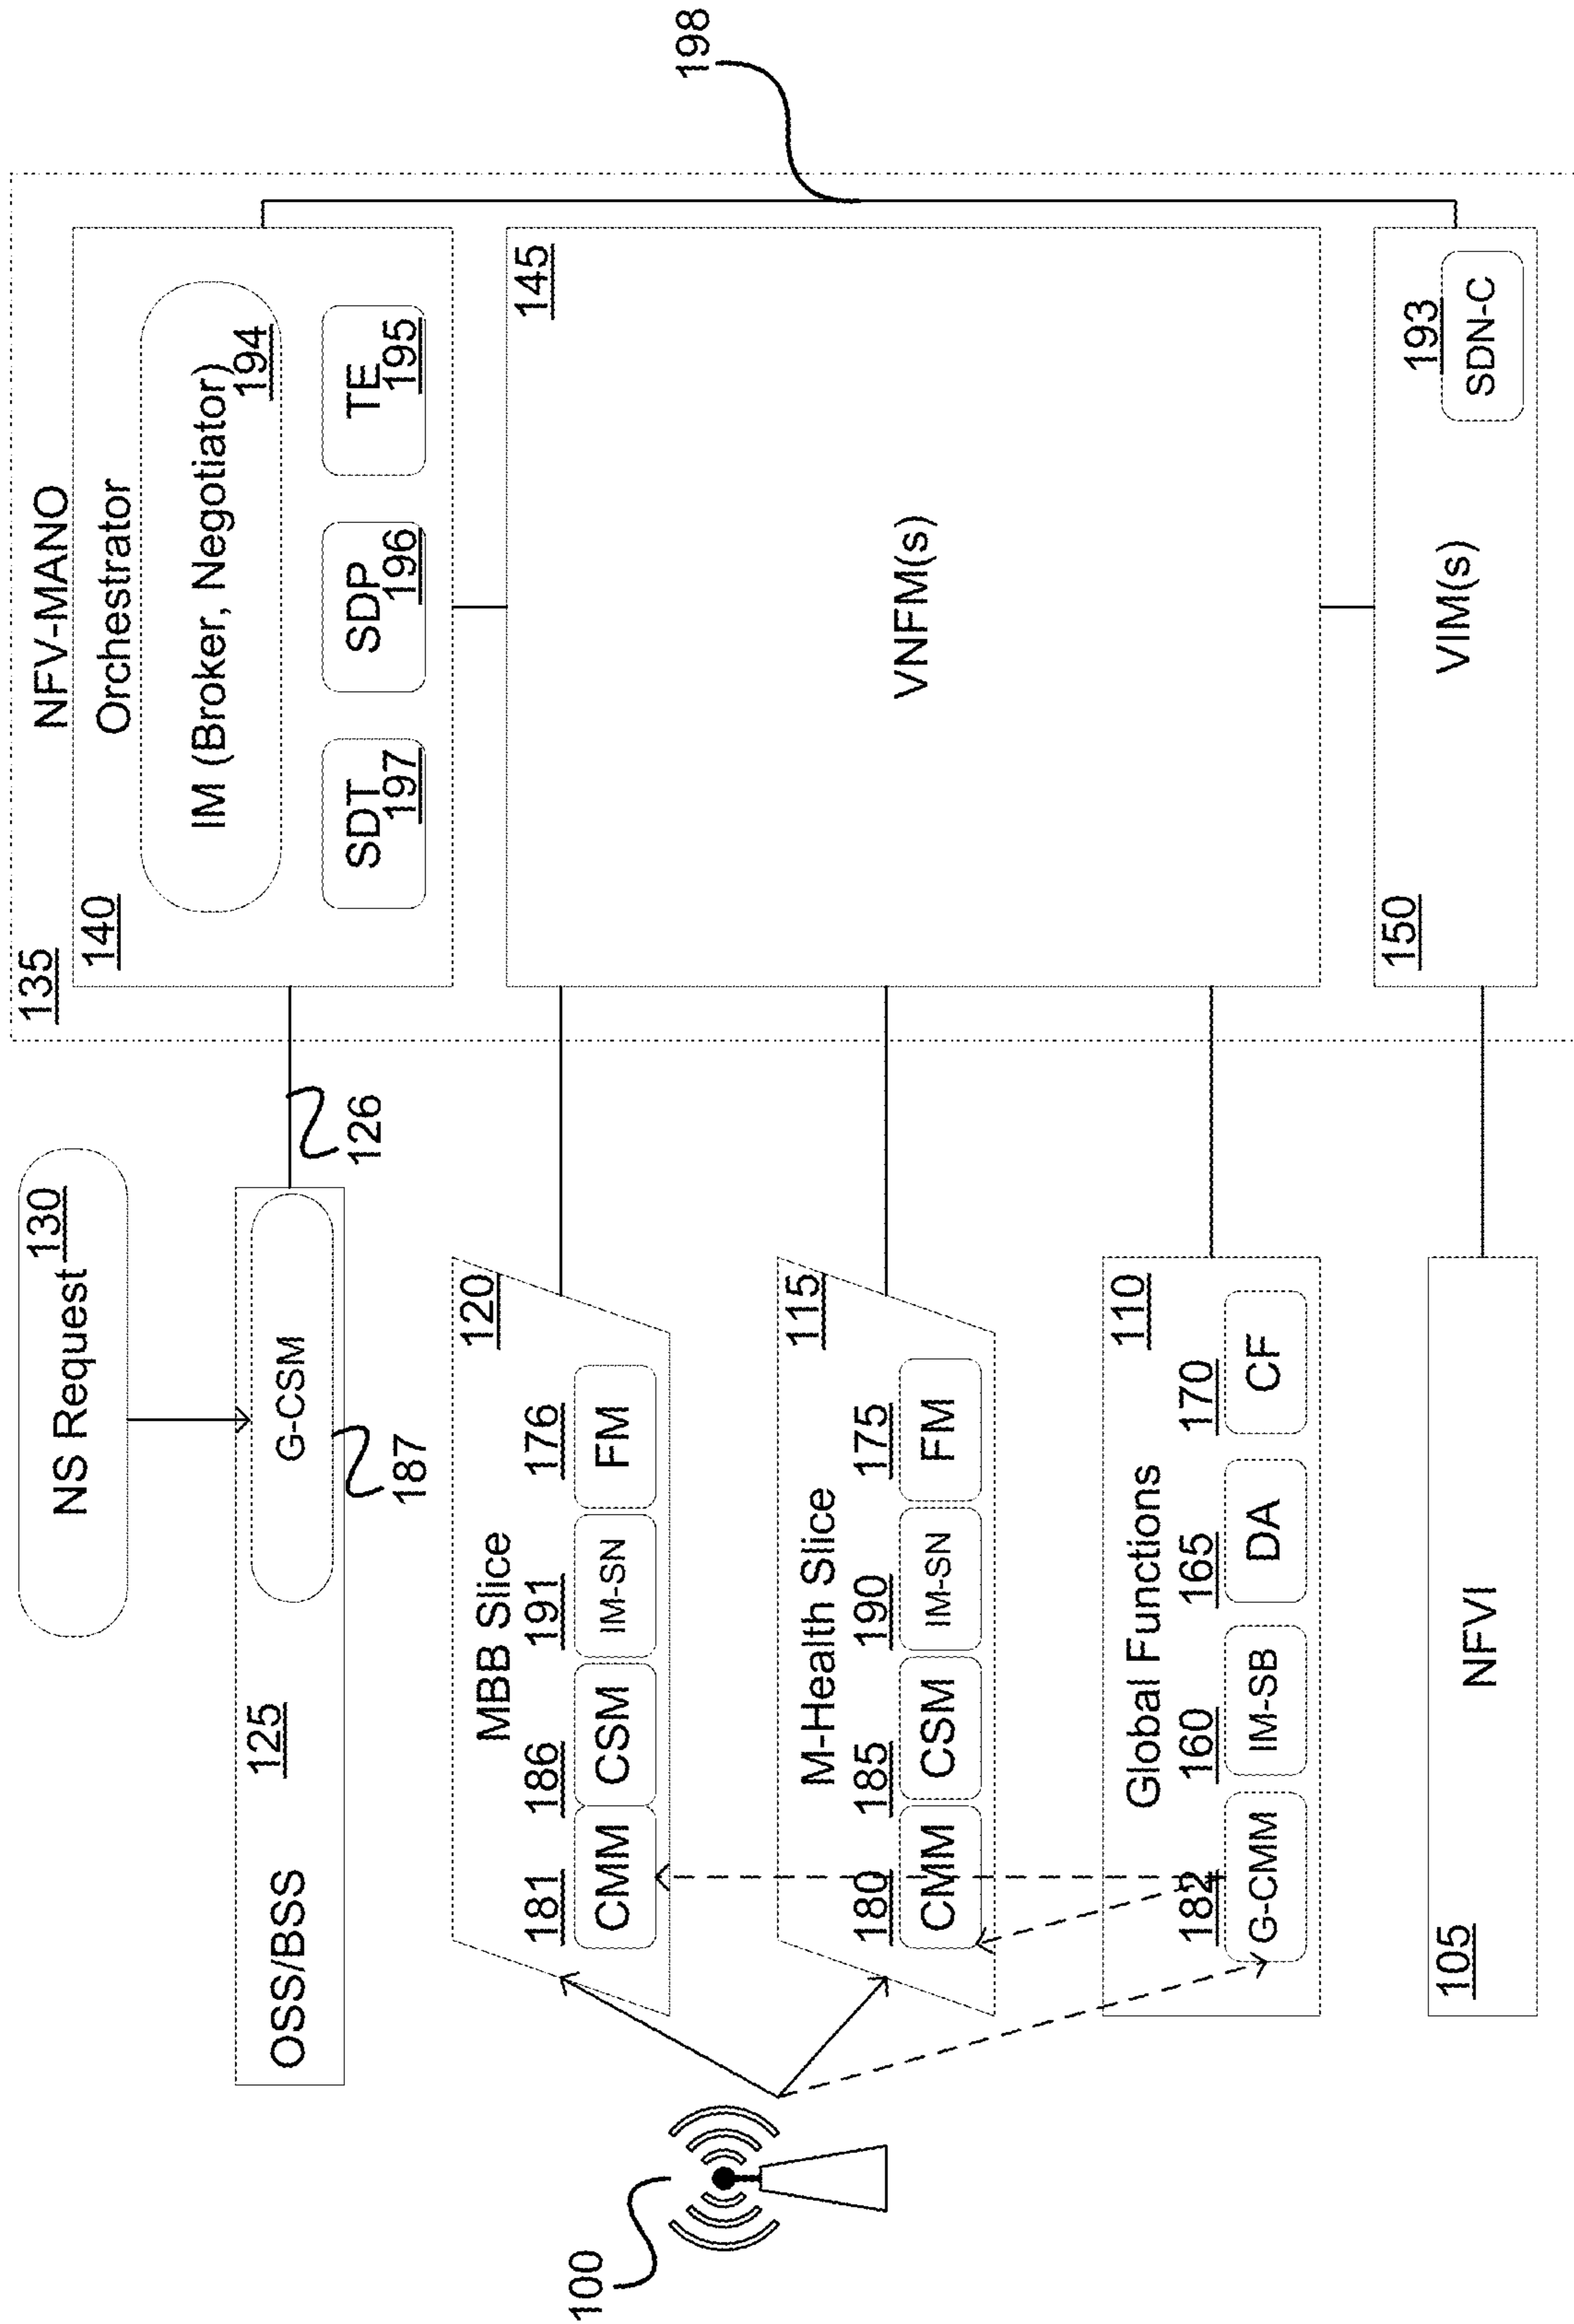 NS Request 130
NFV-MANO
135
Orchestrator
140
IM (Broker, Negotiator)
194
SDT
197
SDP
196
TE
195
OSS/BSS
125
G-CSM
187
126
198
MBB Slice
120
181
186
191
176
CMM
CSM
IM-SN
FM
145
VNFM(s)
100
M-Health Slice
115
180
185
190
175
CMM
CSM
IM-SN
FM
Global Functions
110
182
160
165
170
G-CMM
IM-SB
DA
CF
105
NFVI
150
VIM(s)
193
SDN-C